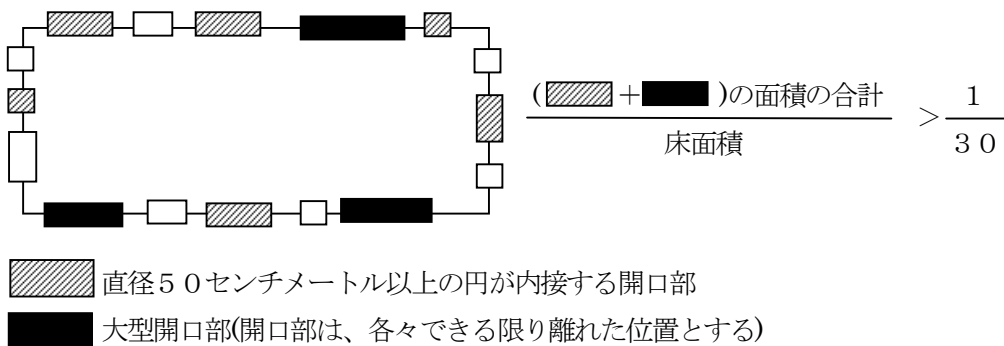 (＋)の面積の合計
床面積
＞
１
３０
直径５０センチメートル以上の円が内接する開口部
大型開口部(開口部は、各々できる限り離れた位置とする)